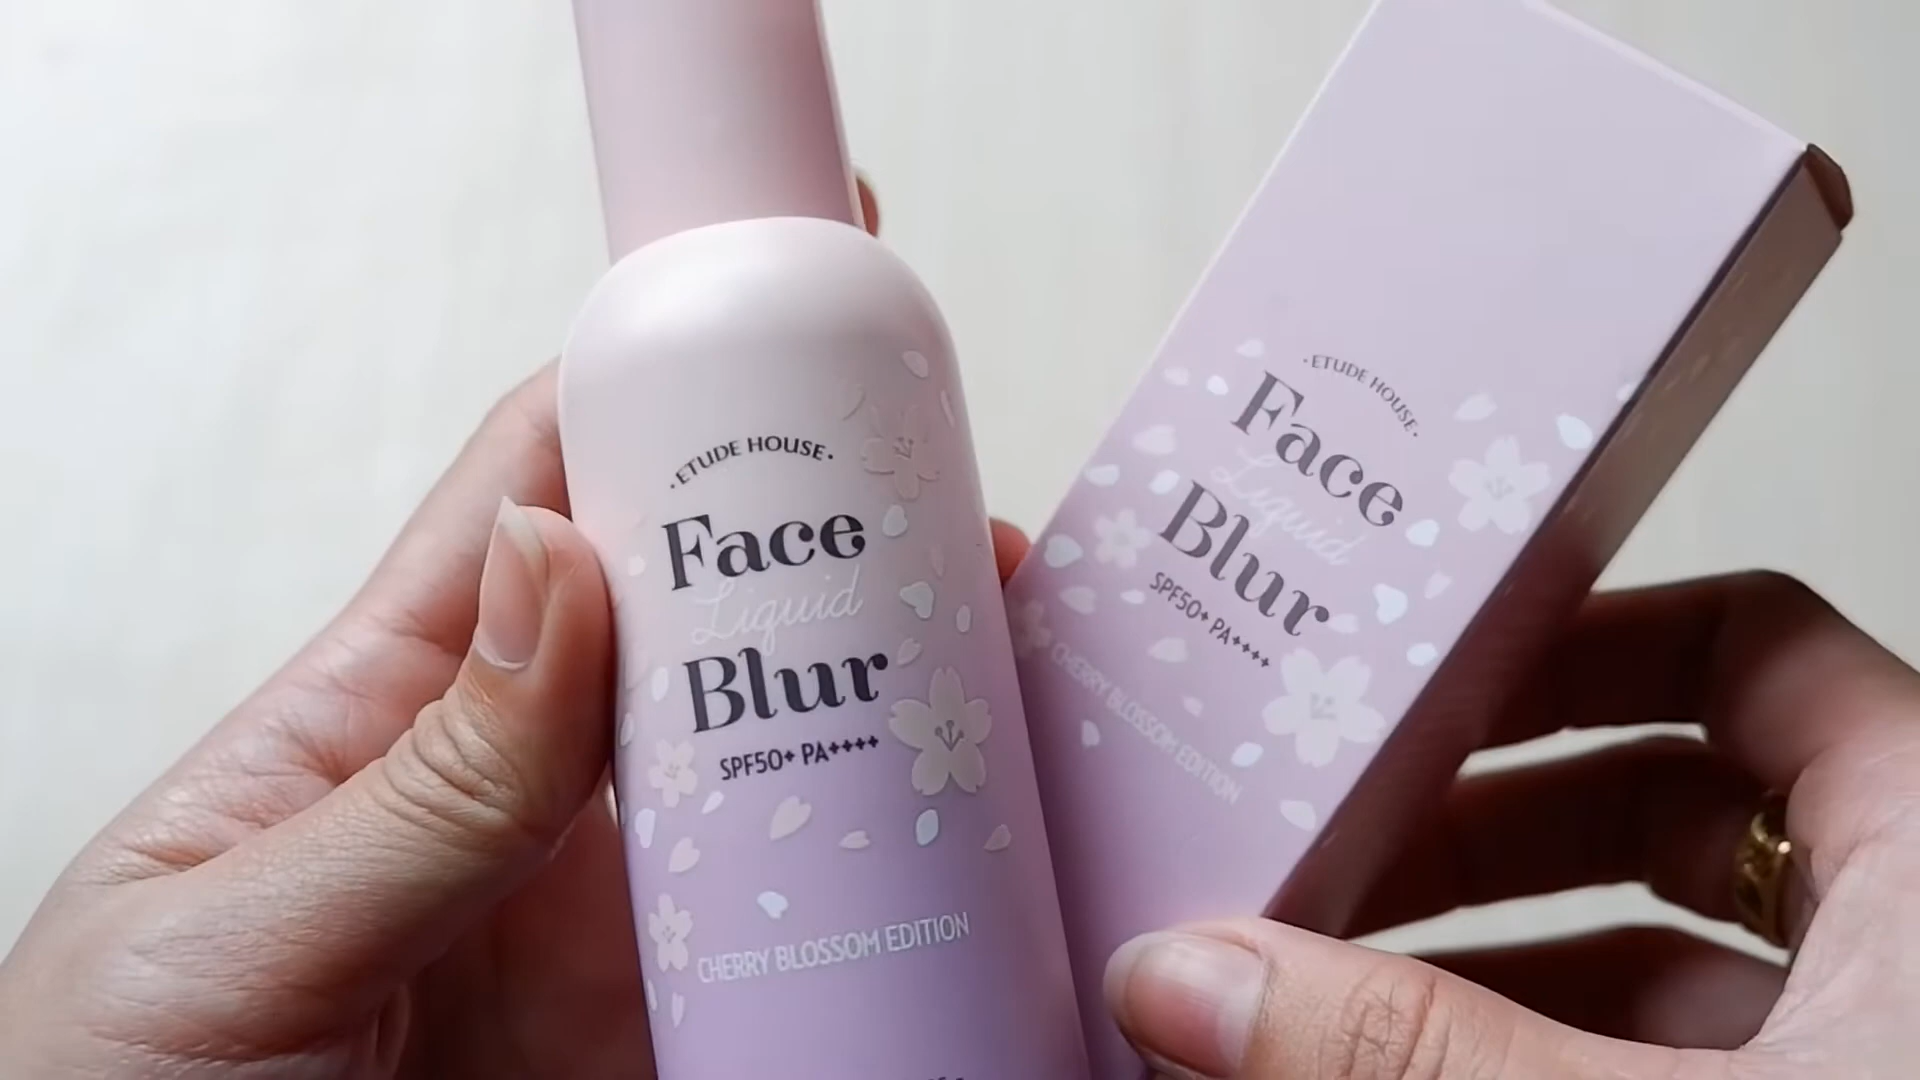 ·ETUDE HOUSE·
Face
Liquid
Blur
SPF50+ PA++++
CHERRY BLOSSOM EDITION
·ETUDE HOUSE·
Face
Liquid
Blur
SPF50+ PA++++
CHERRY BLOSSOM EDITION